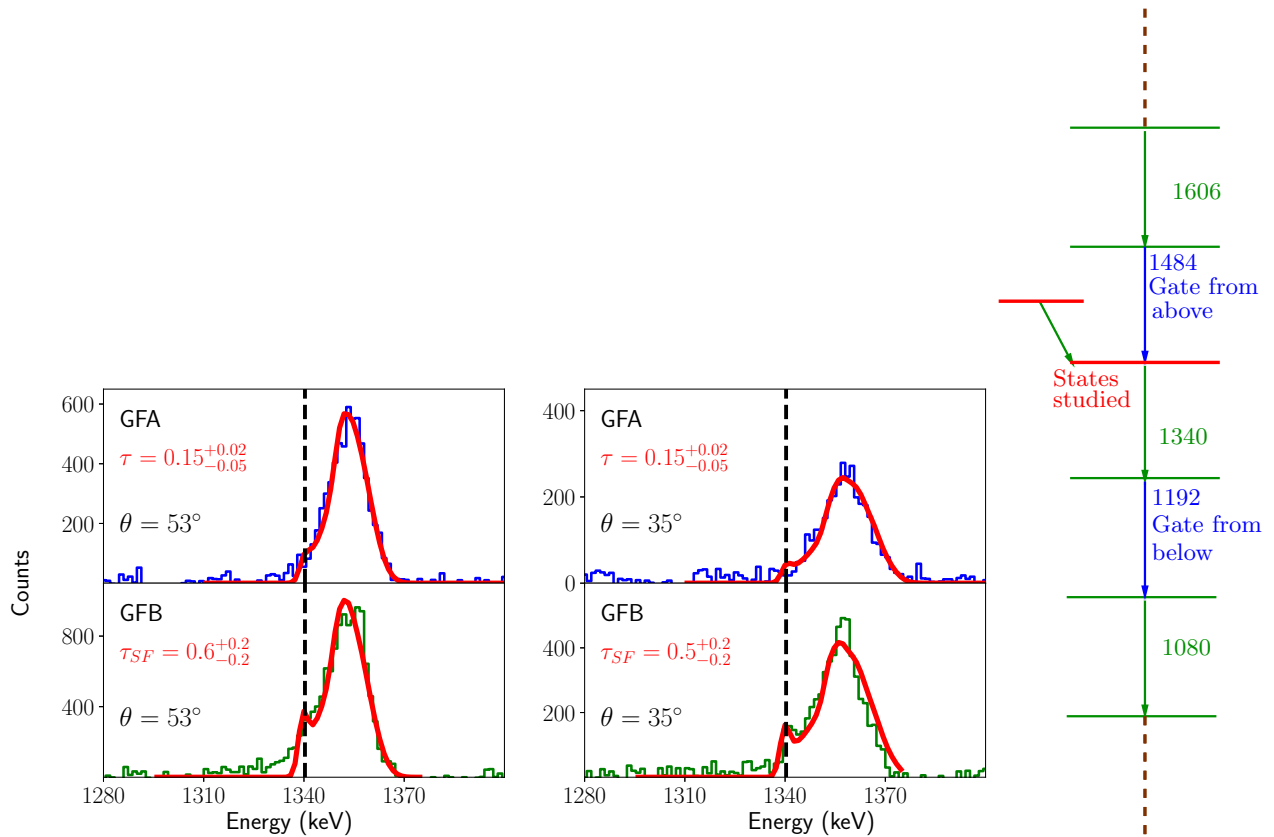 1606
1484
Gate from
above
States
studied
1340
1192
Gate from
below
1080
Counts
600
400
200
GFA
τ = 0.15^{+0.02}_{-0.05}
θ = 53°
800
400
GFB
τ_{SF} = 0.6^{+0.2}_{-0.2}
θ = 53°
1280 1310 1340 1370
Energy (keV)
400
200
0
GFA
τ = 0.15^{+0.02}_{-0.05}
θ = 35°
400
200
GFB
τ_{SF} = 0.5^{+0.2}_{-0.2}
θ = 35°
1280 1310 1340 1370
Energy (keV)